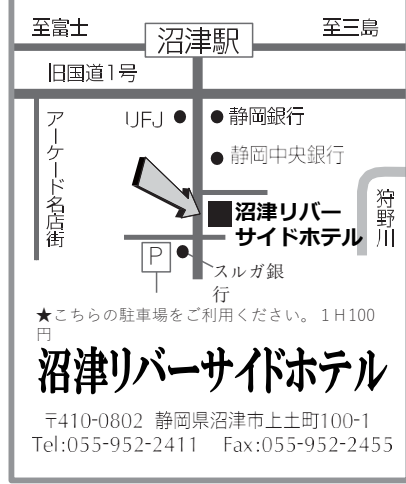 至富士
至三島
沼津駅
旧国道1号
アーケード名店街
UFJ
静岡銀行
静岡中央銀行
沼津リバー
サイドホテル
狩野川
P
スルガ銀
行
★こちらの駐車場をご利用ください。1H100
円
沼津リバーサイドホテル
〒410-0802 静岡県沼津市上土町100-1
Tel:055-952-2411 Fax:055-952-2455